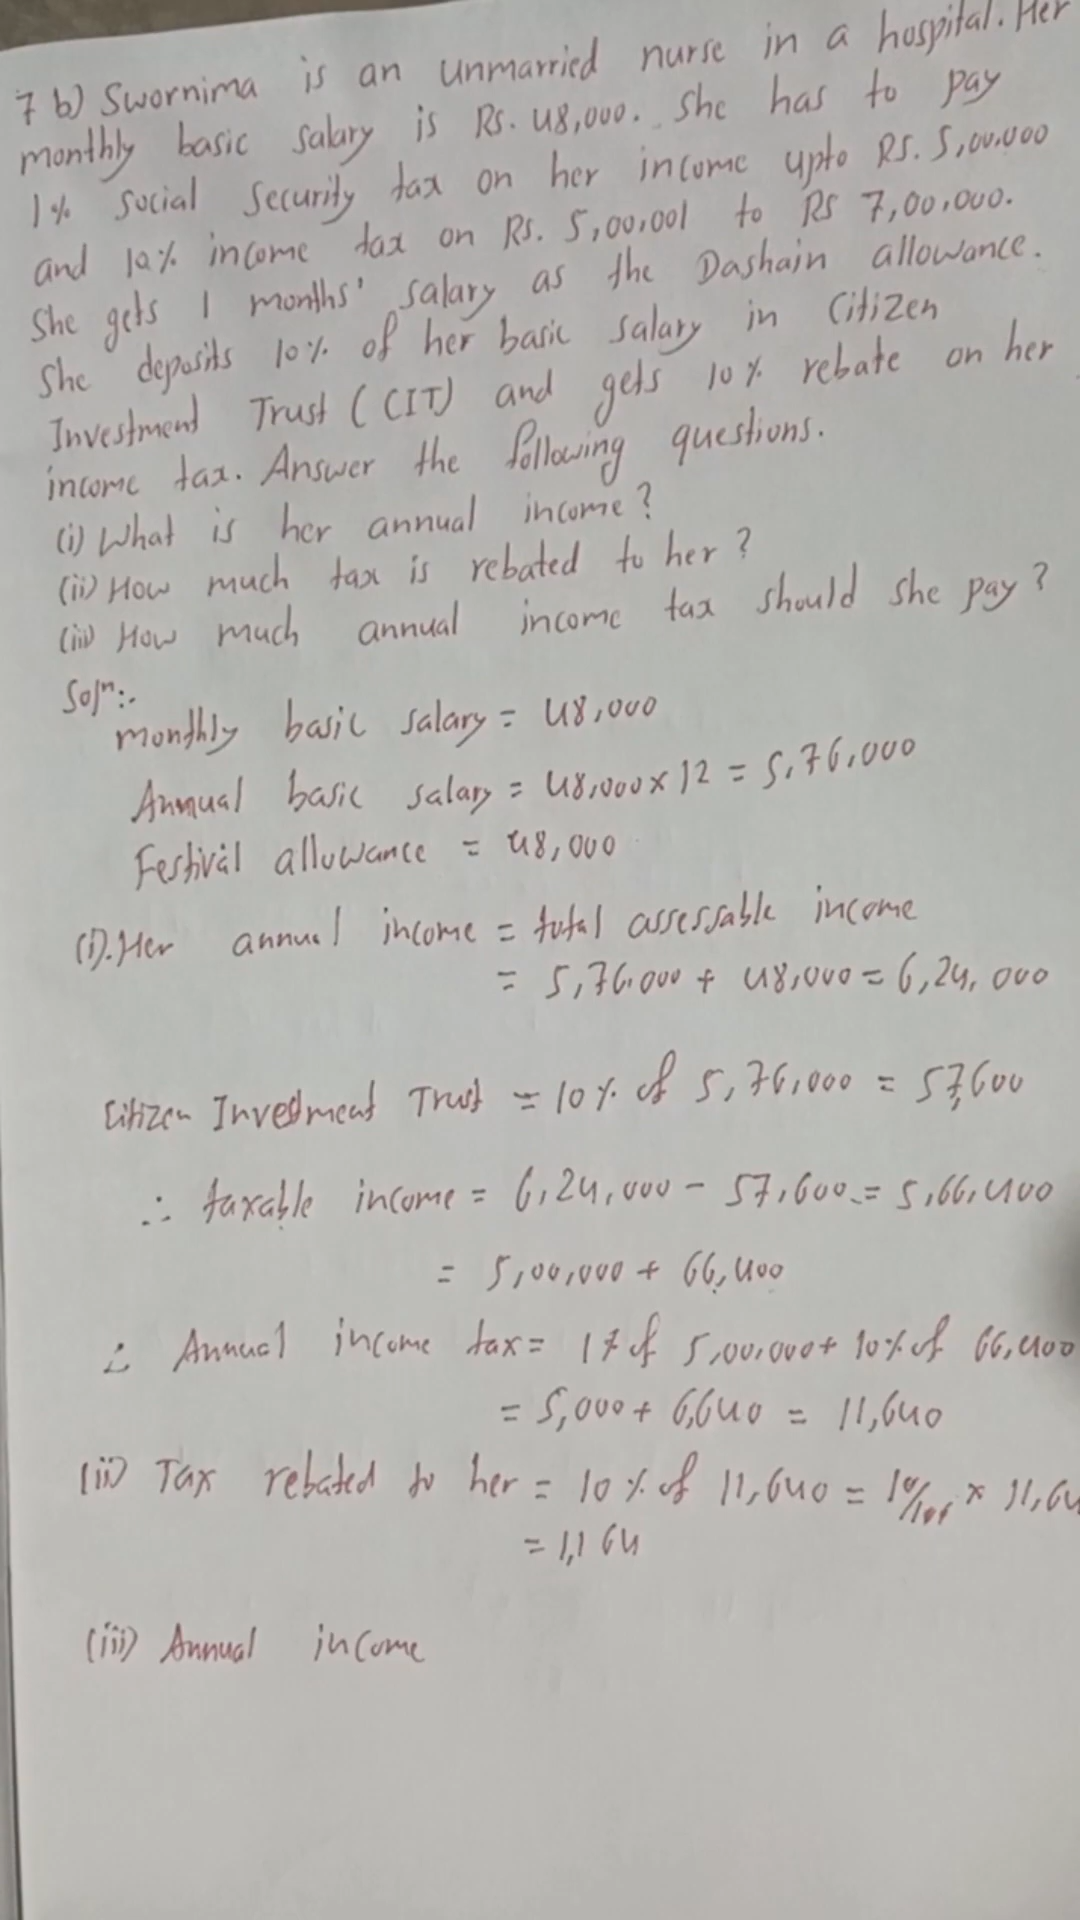 7 b) Swornima is an unmarried nurse in a hospital. Her
monthly basic salary is Rs. 48,000. She has to pay
1% social security tax on her income upto Rs. 5,00,000
and 10% income tax on Rs. 5,00,001 to Rs 7,00,000.
She gets 1 months' salary as the Dashain allowance.
She deposits 10% of her basic salary in Citizen
Investment Trust (CIT) and gets 10% rebate on her
income tax. Answer the following questions.
(i) What is her annual income?
(ii) How much tax is rebated to her?
(iii) How much annual income tax should she pay?
Soln:-
monthly basic salary = 48,000
Annual basic salary = 48,000 x 12 = 5,76,000
Festival allowance = 48,000
(i). Her annual income = total assessable income
= 5,76,000 + 48,000 = 6,24,000
Citizen Investment Trust = 10% of 5,76,000 = 57,600
∴ taxable income = 6,24,000 - 57,600 = 5,66,400
= 5,00,000 + 66,400
∴ Annual income tax = 1% of 5,00,000 + 10% of 66,400
= 5,000 + 6,640 = 11,640
(ii) Tax rebated to her = 10% of 11,640 = 10/100 x 11,64
= 1,164
(iii) Annual income